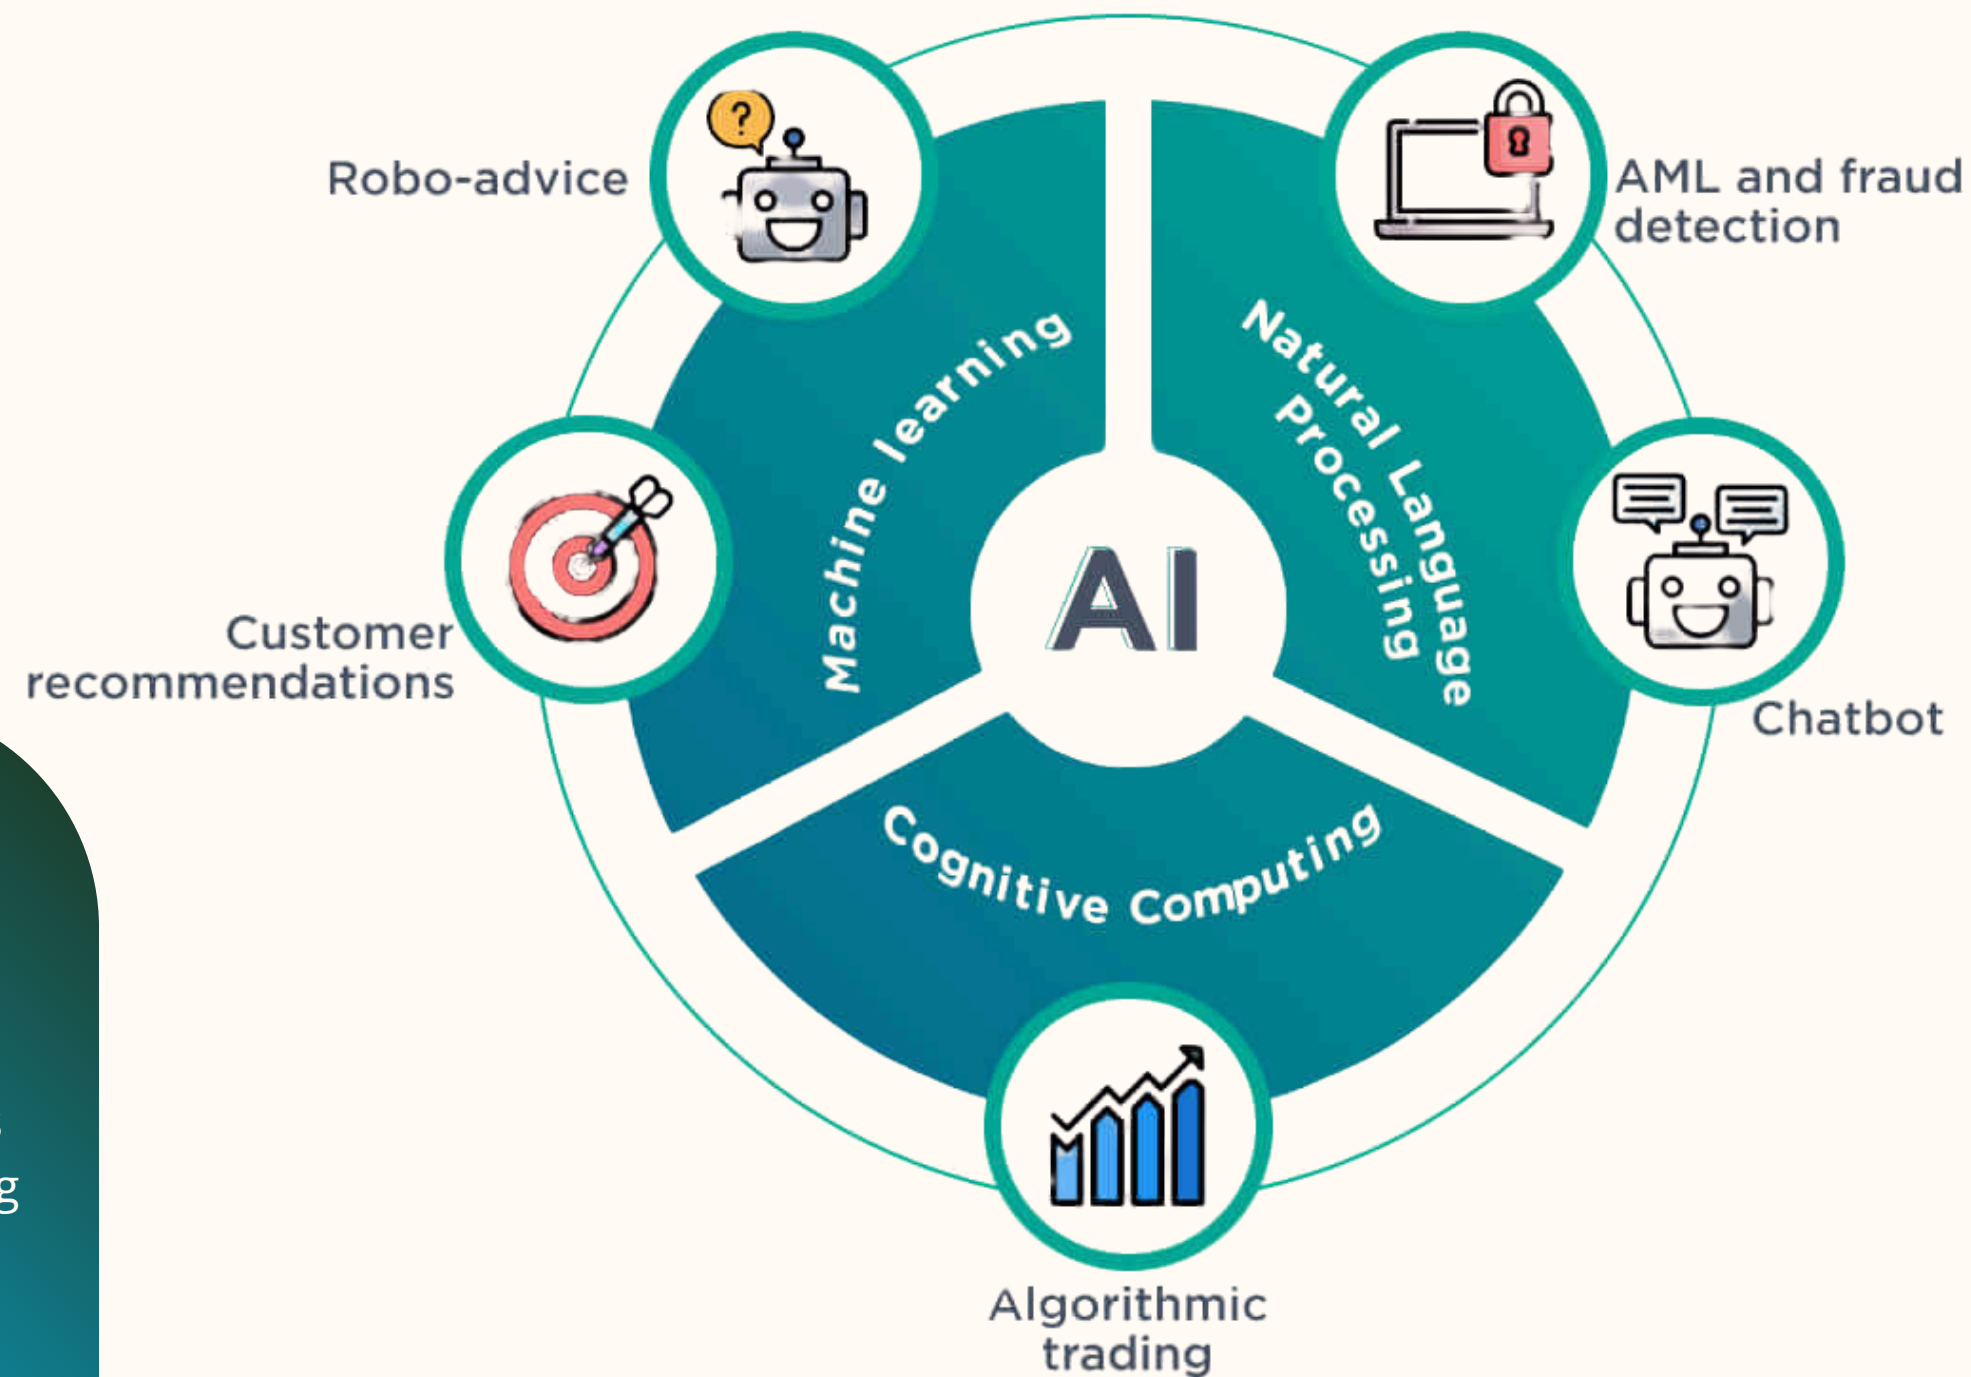 Robo-advice
AML and fraud
detection
?
Machine learning
Natural Language
Processing
AI
Customer
recommendations
Chatbot
Cognitive Computing
Algorithmic
trading